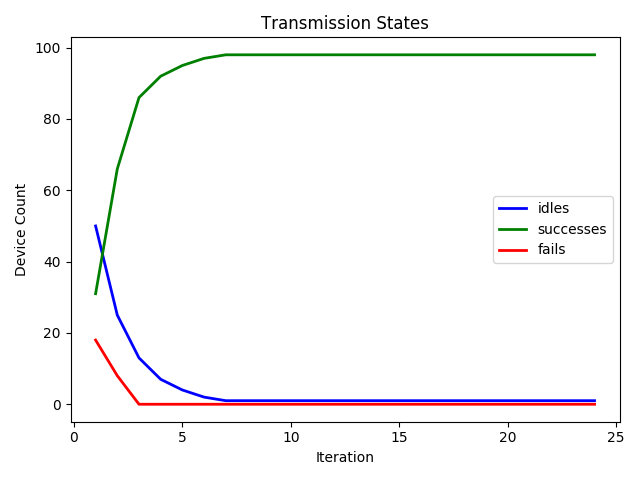 Transmission States
100
80
60
40
20
0
Device Count
idles
successes
fails
0 5 10 15 20 25
Iteration